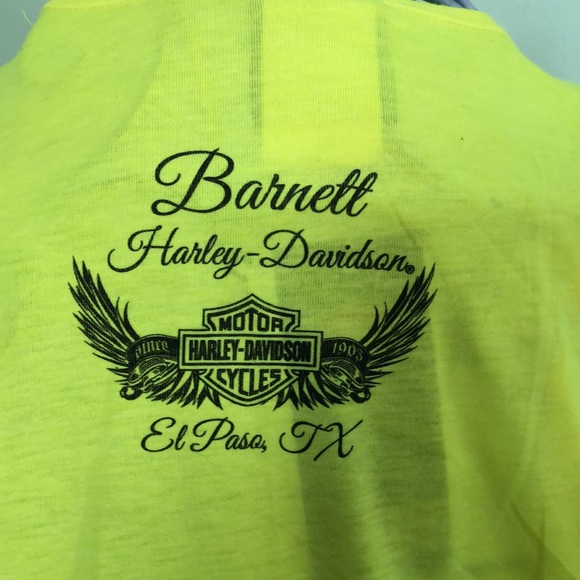 Barnett
Harley-Davidson®
MOTOR
since HARLEY-DAVIDSON 1903
CYCLES
El Paso, TX